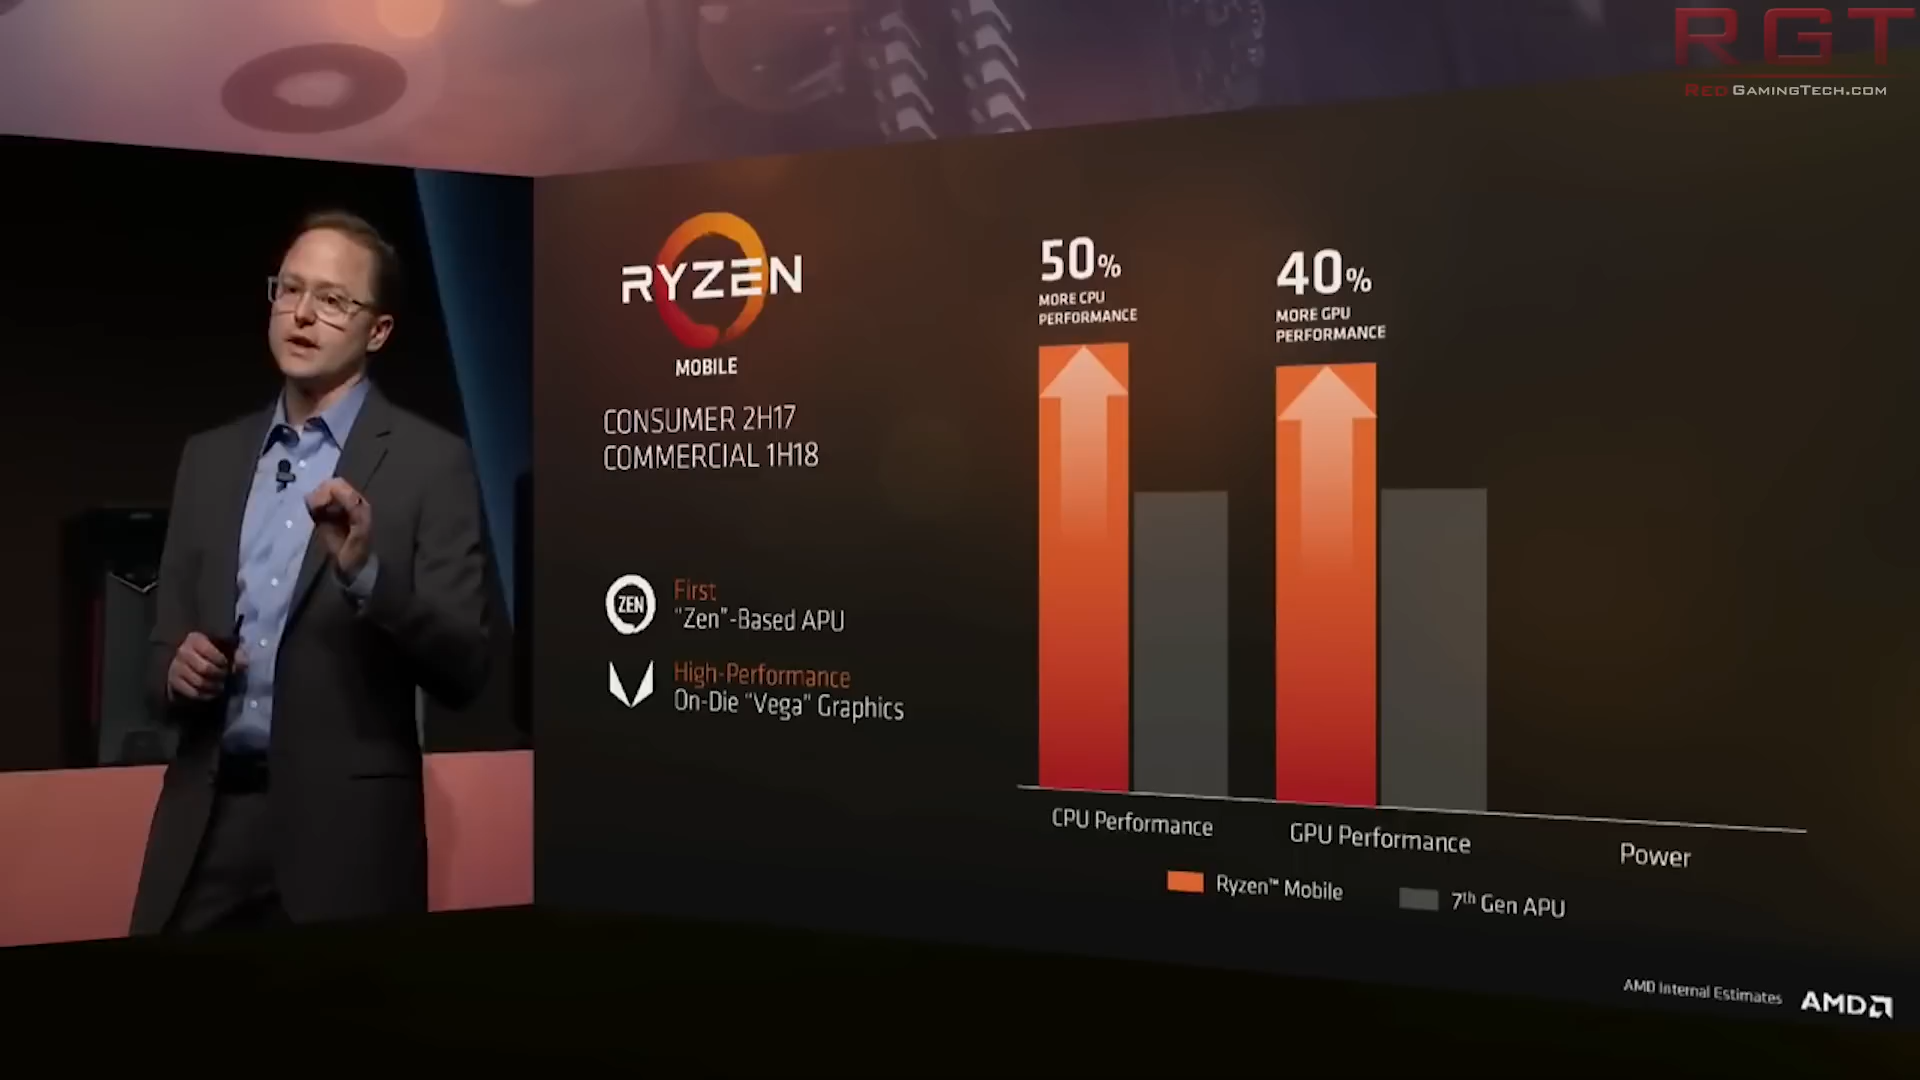 RGT
REDGAMINGTECH.COM
RYZEN
MOBILE
CONSUMER 2H17
COMMERCIAL 1H18
ZEN
First
“Zen”-Based APU
High-Performance
On-Die “Vega” Graphics
50%
MORE CPU
PERFORMANCE
40%
MORE GPU
PERFORMANCE
CPU Performance
GPU Performance
Power
Ryzen™ Mobile
7th Gen APU
AMD Internal Estimates
AMD